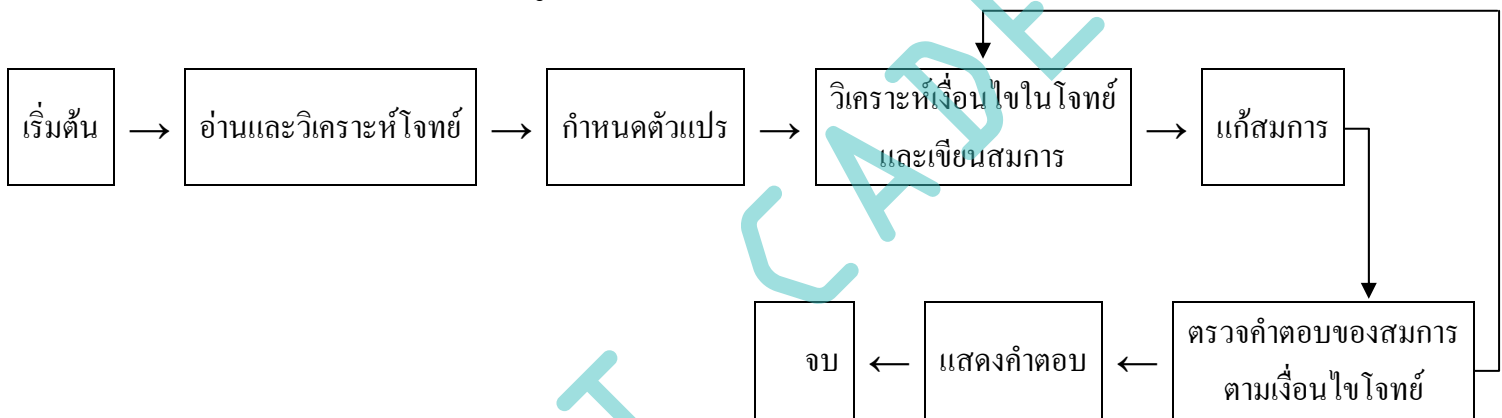 เริ่มต้น → อ่านและวิเคราะห์โจทย์ → กำหนดตัวแปร → วิเคราะห์เงื่อนไขในโจทย์
และเขียนสมการ → แก้สมการ
ตรวจคำตอบของสมการ
ตามเงื่อนไขโจทย์ ← แสดงคำตอบ ← จบ